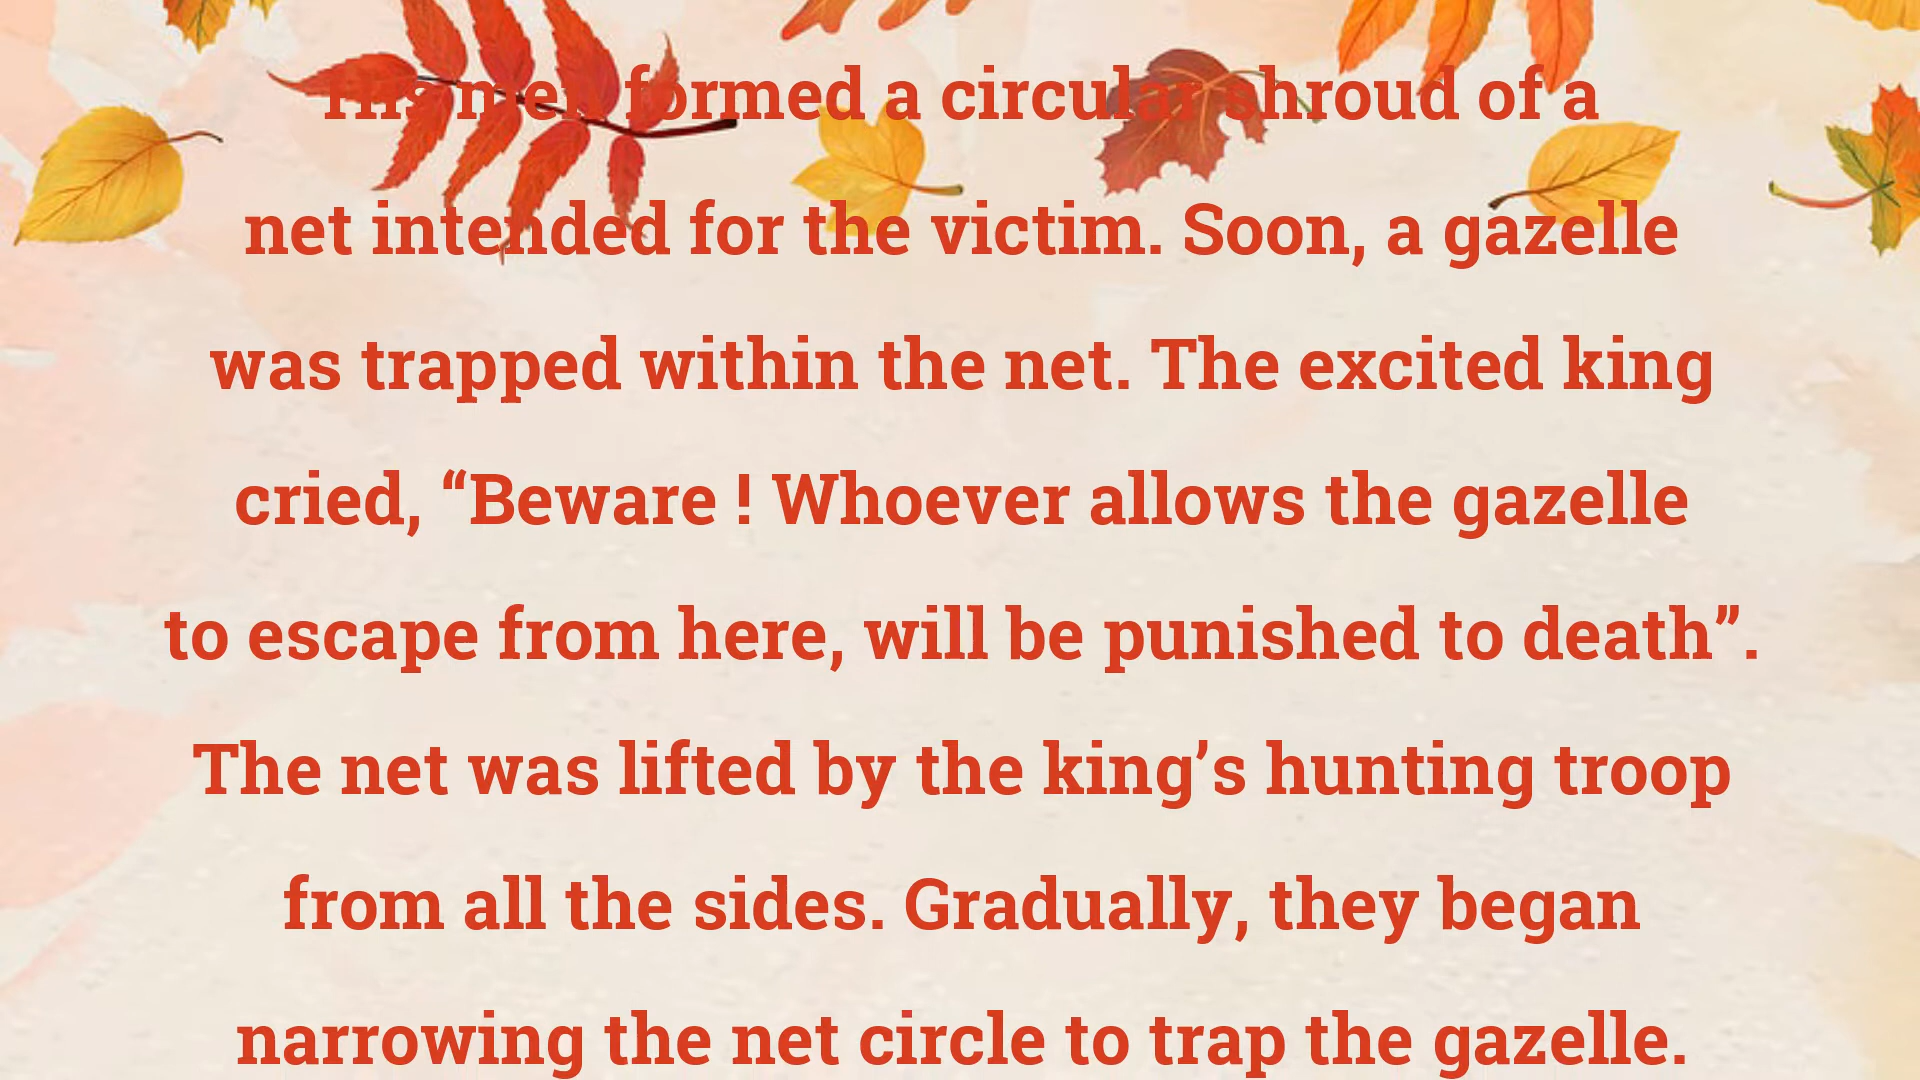 His men formed a circular shroud of a
net intended for the victim. Soon, a gazelle
was trapped within the net. The excited king
cried, “Beware ! Whoever allows the gazelle
to escape from here, will be punished to death”.
The net was lifted by the king’s hunting troop
from all the sides. Gradually, they began
narrowing the net circle to trap the gazelle.